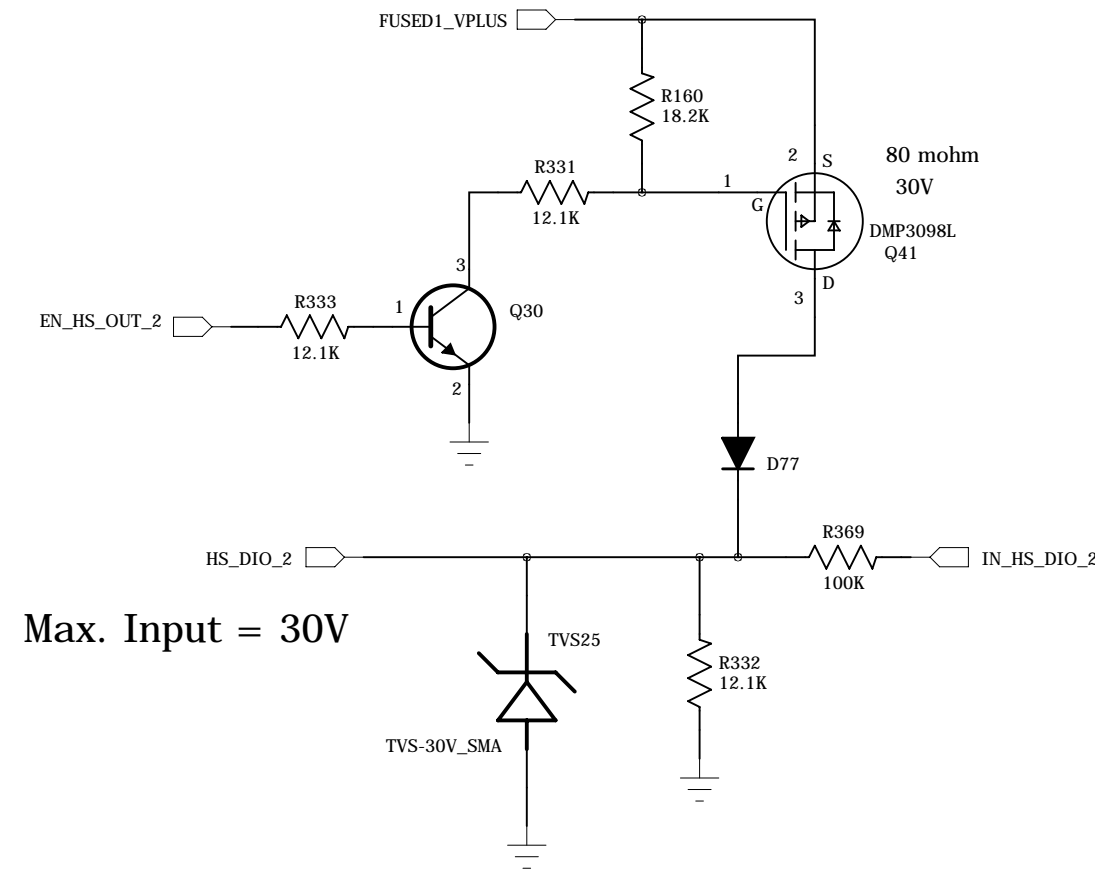 FUSED1_VPLUS
R160
18.2K
2
S
80 mohm
30V
R331
12.1K
1
G
DMP3098L
Q41
3
D
3
R333
12.1K
1
Q30
EN_HS_OUT_2
2
D77
HS_DIO_2
R369
100K
IN_HS_DIO_2
Max. Input = 30V
TVS25
R332
12.1K
TVS-30V_SMA